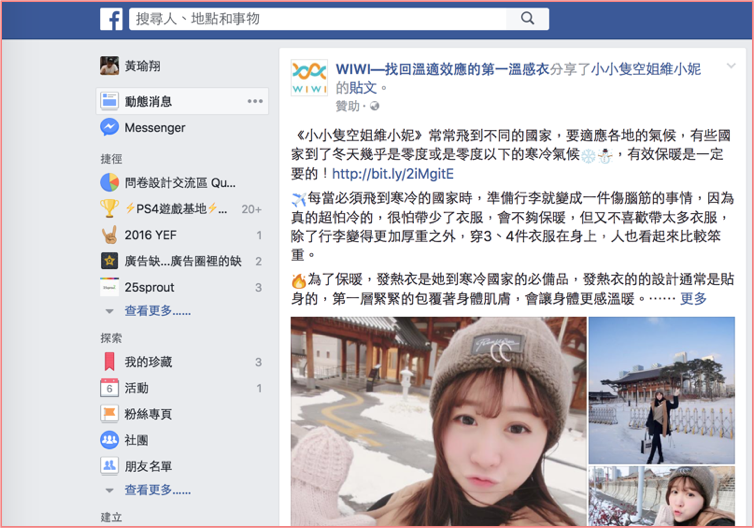 搜尋人、地點和事物
黃瑜翔
動態消息
Messenger
捷徑
問卷設計交流區 Qu...
⚡PS4遊戲基地⚡... 20+
2016 YEF 1
廣告缺...廣告圈裡的缺 2
25sprout 3
查看更多......
探索
我的珍藏 3
6 活動 1
粉絲專頁
社團
朋友名單
查看更多......
建立
WIWI
WIWI—找回溫適效應的第一溫感衣分享了小小隻空姐維小妮
的貼文。
贊助·
《小小隻空姐維小妮》常常飛到不同的國家，要適應各地的氣候，有些國
家到了冬天幾乎是零度或是零度以下的寒冷氣候❄️⛄，有效保暖是一定
要的！http://bit.ly/2iMgitE
✈️每當必須飛到寒冷的國家時，準備行李就變成一件傷腦筋的事情，因為
真的超怕冷的，很怕帶少了衣服，會不夠保暖，但又不喜歡帶太多衣服，
除了行李變得更加厚重之外，穿3、4件衣服在身上，人也看起來比較笨
重。
🔥為了保暖，發熱衣是她到寒冷國家的必備品，發熱衣的的設計通常是貼
身的，第一層緊緊的包覆著身體肌膚，會讓身體更感溫暖。⋯⋯ 更多